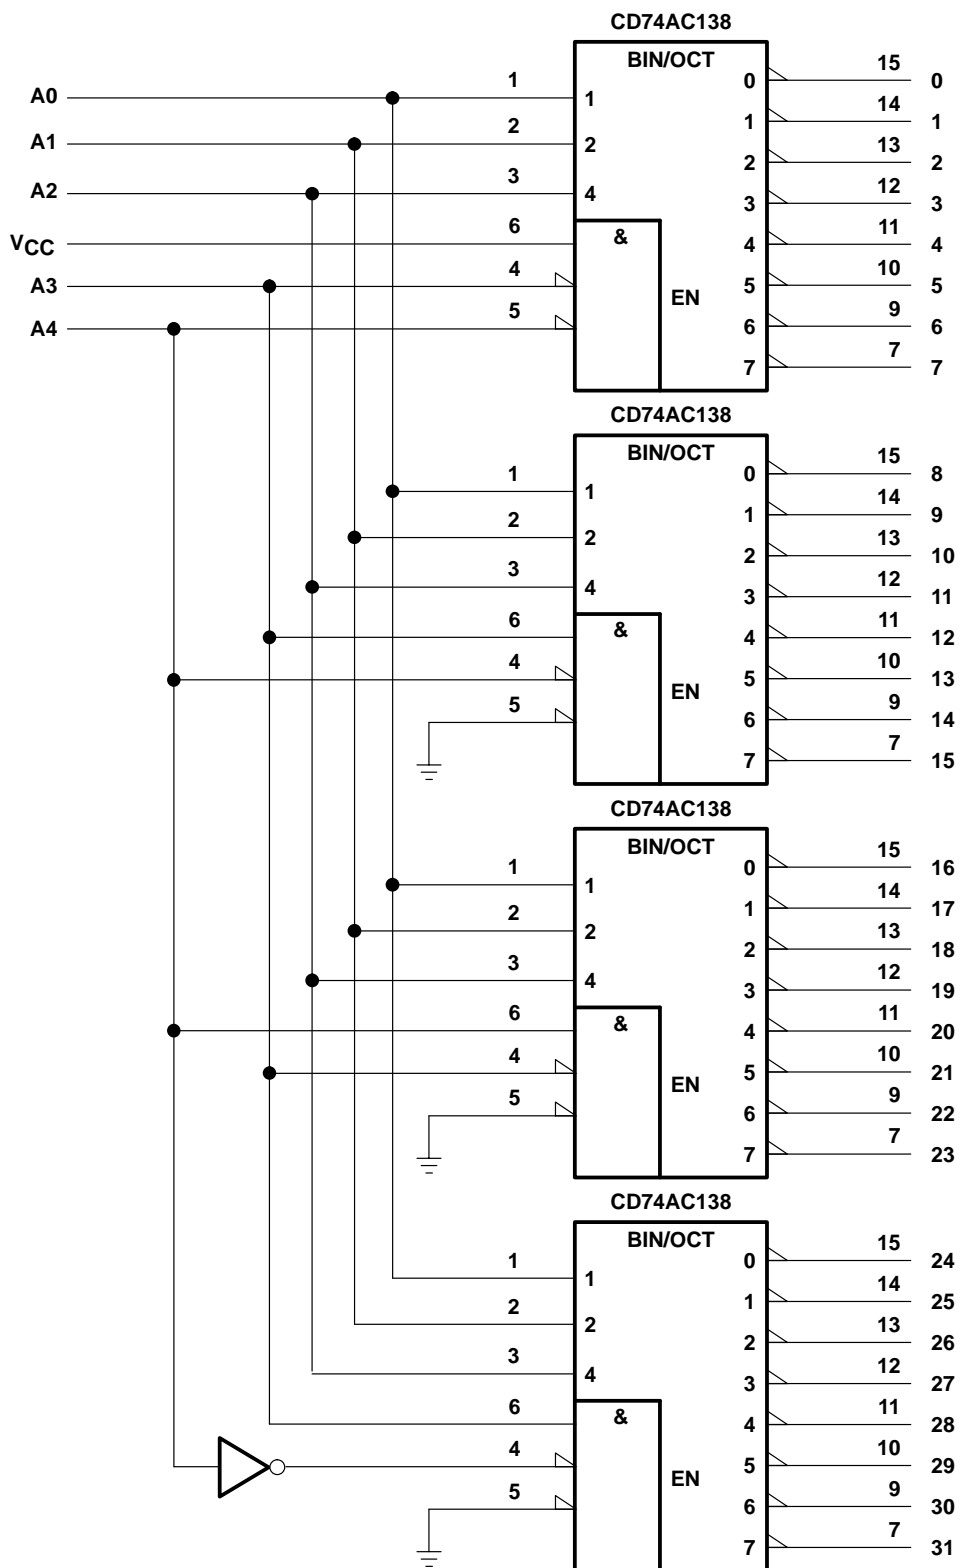 CD74AC138
BIN/OCT
A0 1 1 0 15 0
A1 2 2 1 14 1
A2 3 4 2 13 2
3 12 3
VCC 6 & 4 11 4
A3 4 EN 5 10 5
A4 5 6 9 6
7 7 7
CD74AC138
BIN/OCT
1 1 0 15 8
2 2 1 14 9
3 4 2 13 10
3 12 11
6 & 4 11 12
4 EN 5 10 13
5 6 9 14
7 7 15
CD74AC138
BIN/OCT
1 1 0 15 16
2 2 1 14 17
3 4 2 13 18
3 12 19
6 & 4 11 20
4 EN 5 10 21
5 6 9 22
7 7 23
CD74AC138
BIN/OCT
1 1 0 15 24
2 2 1 14 25
3 4 2 13 26
3 12 27
6 & 4 11 28
4 EN 5 10 29
5 6 9 30
7 7 31